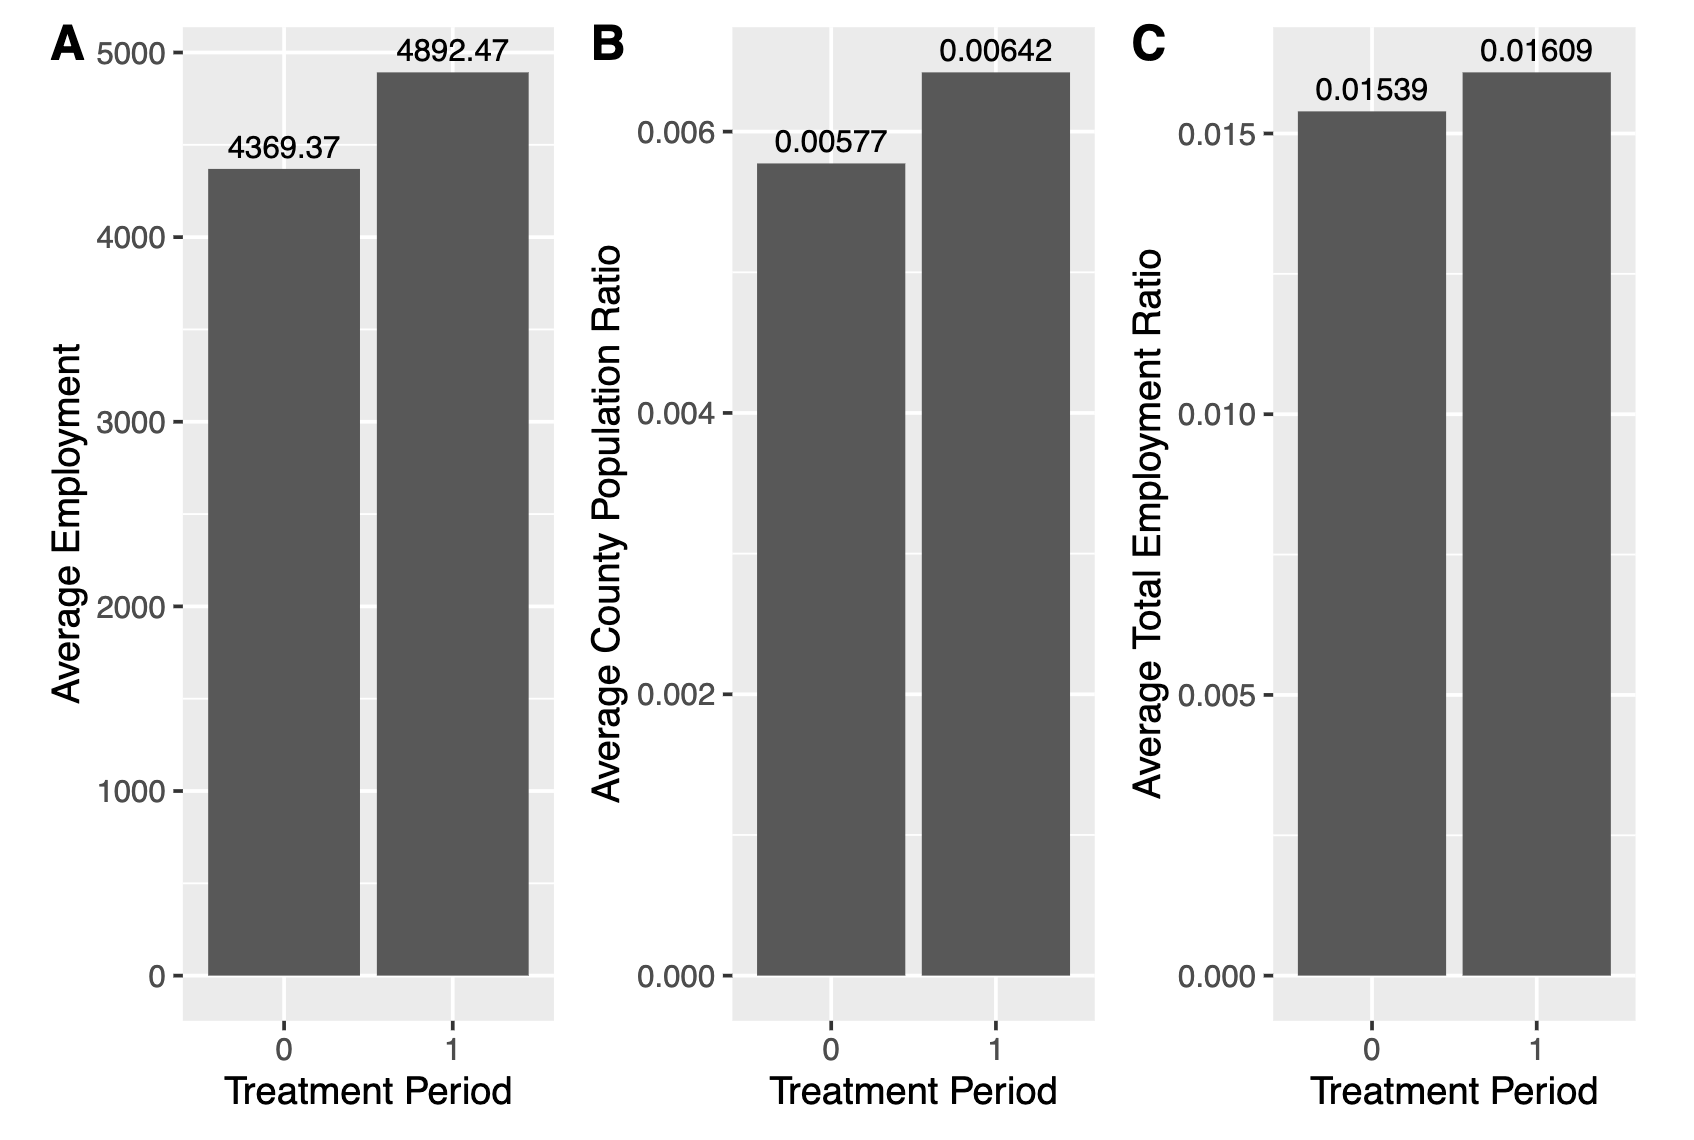 A
5000
4892.47
4369.37
4000
3000
2000
1000
0
Average Employment
0
1
Treatment Period
B
0.00642
0.006
0.00577
0.004
0.002
0.000
Average County Population Ratio
0
1
Treatment Period
C
0.01609
0.01539
0.015
0.010
0.005
0.000
Average Total Employment Ratio
0
1
Treatment Period